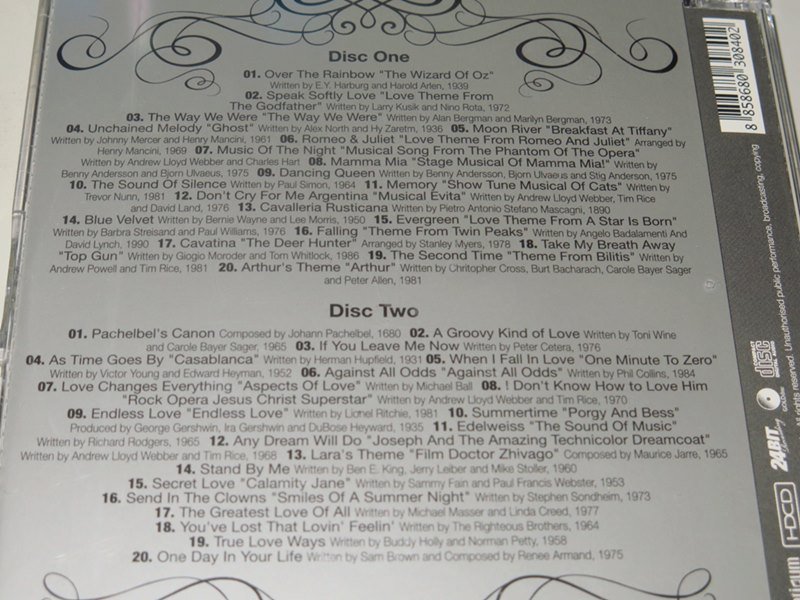 Disc One
01. Over The Rainbow "The Wizard Of Oz"
Written by E.Y. Harburg and Harold Arlen, 1939
02. Speak Softly Love "Love Theme From
The Godfather" Written by Larry Kusik and Nino Rota, 1972
03. The Way We Were "The Way We Were" Written by Alan Bergman and Marilyn Bergman, 1973
04. Unchained Melody "Ghost" Written by Alex North and Hy Zaretm, 1936 05. Moon River "Breakfast At Tiffany"
Written by Johnny Mercer and Henry Mancini, 1961 06. Romeo & Juliet "Love Theme From Romeo And Juliet" Arranged by
Henry Mancini, 1969 07. Music Of The Night "Musical Song From The Phantom Of The Opera"
Written by Andrew Lloyd Webber and Charles Hart 08. Mamma Mia "Stage Musical Of Mamma Mia!" Written by
Benny Andersson and Bjorn Ulvaeus, 1975 09. Dancing Queen Written by Benny Andersson, Bjorn Ulvaeus and Stig Anderson, 1975
10. The Sound Of Silence Written by Paul Simon, 1964 11. Memory "Show Tune Musical Of Cats" Written by
Trevor Nunn, 1981 12. Don't Cry For Me Argentina "Musical Evita" Written by Andrew Lloyd Webber, Tim Rice
and David Land, 1976 13. Cavalleria Rusticana Written by Pietro Antonio Stefano Mascagni, 1890
14. Blue Velvet Written by Bernie Wayne and Lee Morris, 1950 15. Evergreen "Love Theme From A Star Is Born"
Written by Barbra Streisand and Paul Williams, 1976 16. Falling "Theme From Twin Peaks" Written by Angelo Badalamenti And
David Lynch, 1990 17. Cavatina "The Deer Hunter" Arranged by Stanley Myers, 1978 18. Take My Breath Away
"Top Gun" Written by Giogio Moroder and Tom Whitlock, 1986 19. The Second Time "Theme From Bilitis" Written by
Andrew Powell and Tim Rice, 1981 20. Arthur's Theme "Arthur" Written by Chritopher Cross, Burt Bacharach, Carole Bayer Sager
and Peter Allen, 1981
Disc Two
01. Pachelbel's Canon Composed by Johann Pachelbel, 1680 02. A Groovy Kind of Love Written by Toni Wine
and Carole Bayer Sager, 1965 03. If You Leave Me Now Written by Peter Cetera, 1976
04. As Time Goes By "Casablanca" Written by Herman Hupfield, 1931 05. When I Fall In Love "One Minute To Zero"
Written by Victor Young and Edward Heyman, 1952 06. Against All Odds "Against All Odds" Written by Phil Collins, 1984
07. Love Changes Everything "Aspects Of Love" Written by Michael Ball 08. ! Don't Know How to Love Him
"Rock Opera Jesus Christ Superstar" Written by Andrew Lloyd Webber and Tim Rice, 1970
09. Endless Love "Endless Love" Written by Lionel Ritchie, 1981 10. Summertime "Porgy And Bess"
Produced by George Gershwin, Ira Gershwin and DuBose Heyward, 1935 11. Edelweiss "The Sound Of Music"
Written by Richard Rodgers, 1965 12. Any Dream Will Do "Joseph And The Amazing Technicolor Dreamcoat"
Written by Andrew Lloyd Webber and Tim Rice, 1968 13. Lara's Theme "Film Doctor Zhivago" Composed by Maurice Jarre, 1965
14. Stand By Me Written by Ben E. King, Jerry Leiber and Mike Stoller, 1960
15. Secret Love "Calamity Jane" Written by Sammy Fain and Paul Francis Webster, 1953
16. Send In The Clowns "Smiles Of A Summer Night" Written by Stephen Sondheim, 1973
17. The Greatest Love Of All Written by Michael Masser and Linda Creed, 1977
18. You've Lost That Lovin' Feelin' Written by The Righteous Brothers, 1964
19. True Love Ways Written by Buddy Holly and Norman Petty, 1958
20. One Day In Your Life Written by Sam Brown and Composed by Renee Armand, 1975
8 858680 308402
All rights reserved. Unauthorised public performance, broadcasting, copying
COMPACT
disc
DIGITAL AUDIO
24BIT
HDCD